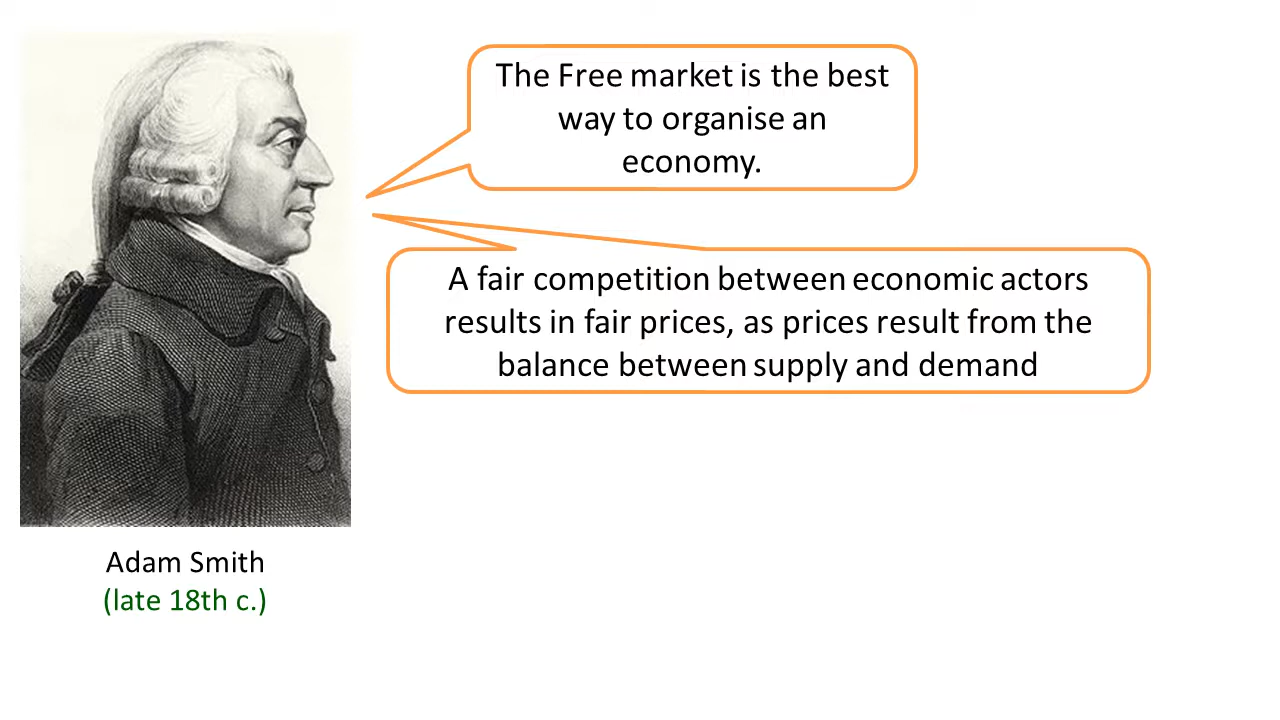 The Free market is the best
way to organise an
economy.
A fair competition between economic actors
results in fair prices, as prices result from the
balance between supply and demand
Adam Smith
(late 18th c.)